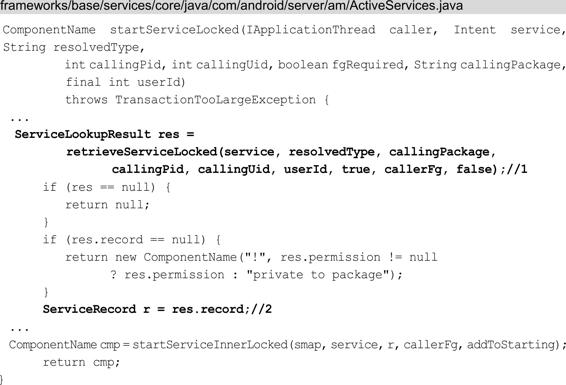 frameworks/base/services/core/java/com/android/server/am/ActiveServices.java
ComponentName startServiceLocked(IApplicationThread caller, Intent service,
String resolvedType,
int callingPid, int callingUid, boolean fgRequired, String callingPackage,
final int userId)
throws TransactionTooLargeException {
...
ServiceLookupResult res =
retrieveServiceLocked(service, resolvedType, callingPackage,
callingPid, callingUid, userId, true, callerFg, false);//1
if (res == null) {
return null;
}
if (res.record == null) {
return new ComponentName("!", res.permission != null
? res.permission : "private to package");
}
ServiceRecord r = res.record;//2
...
ComponentName cmp = startServiceInnerLocked(smap, service, r, callerFg, addToStarting);
return cmp;
}